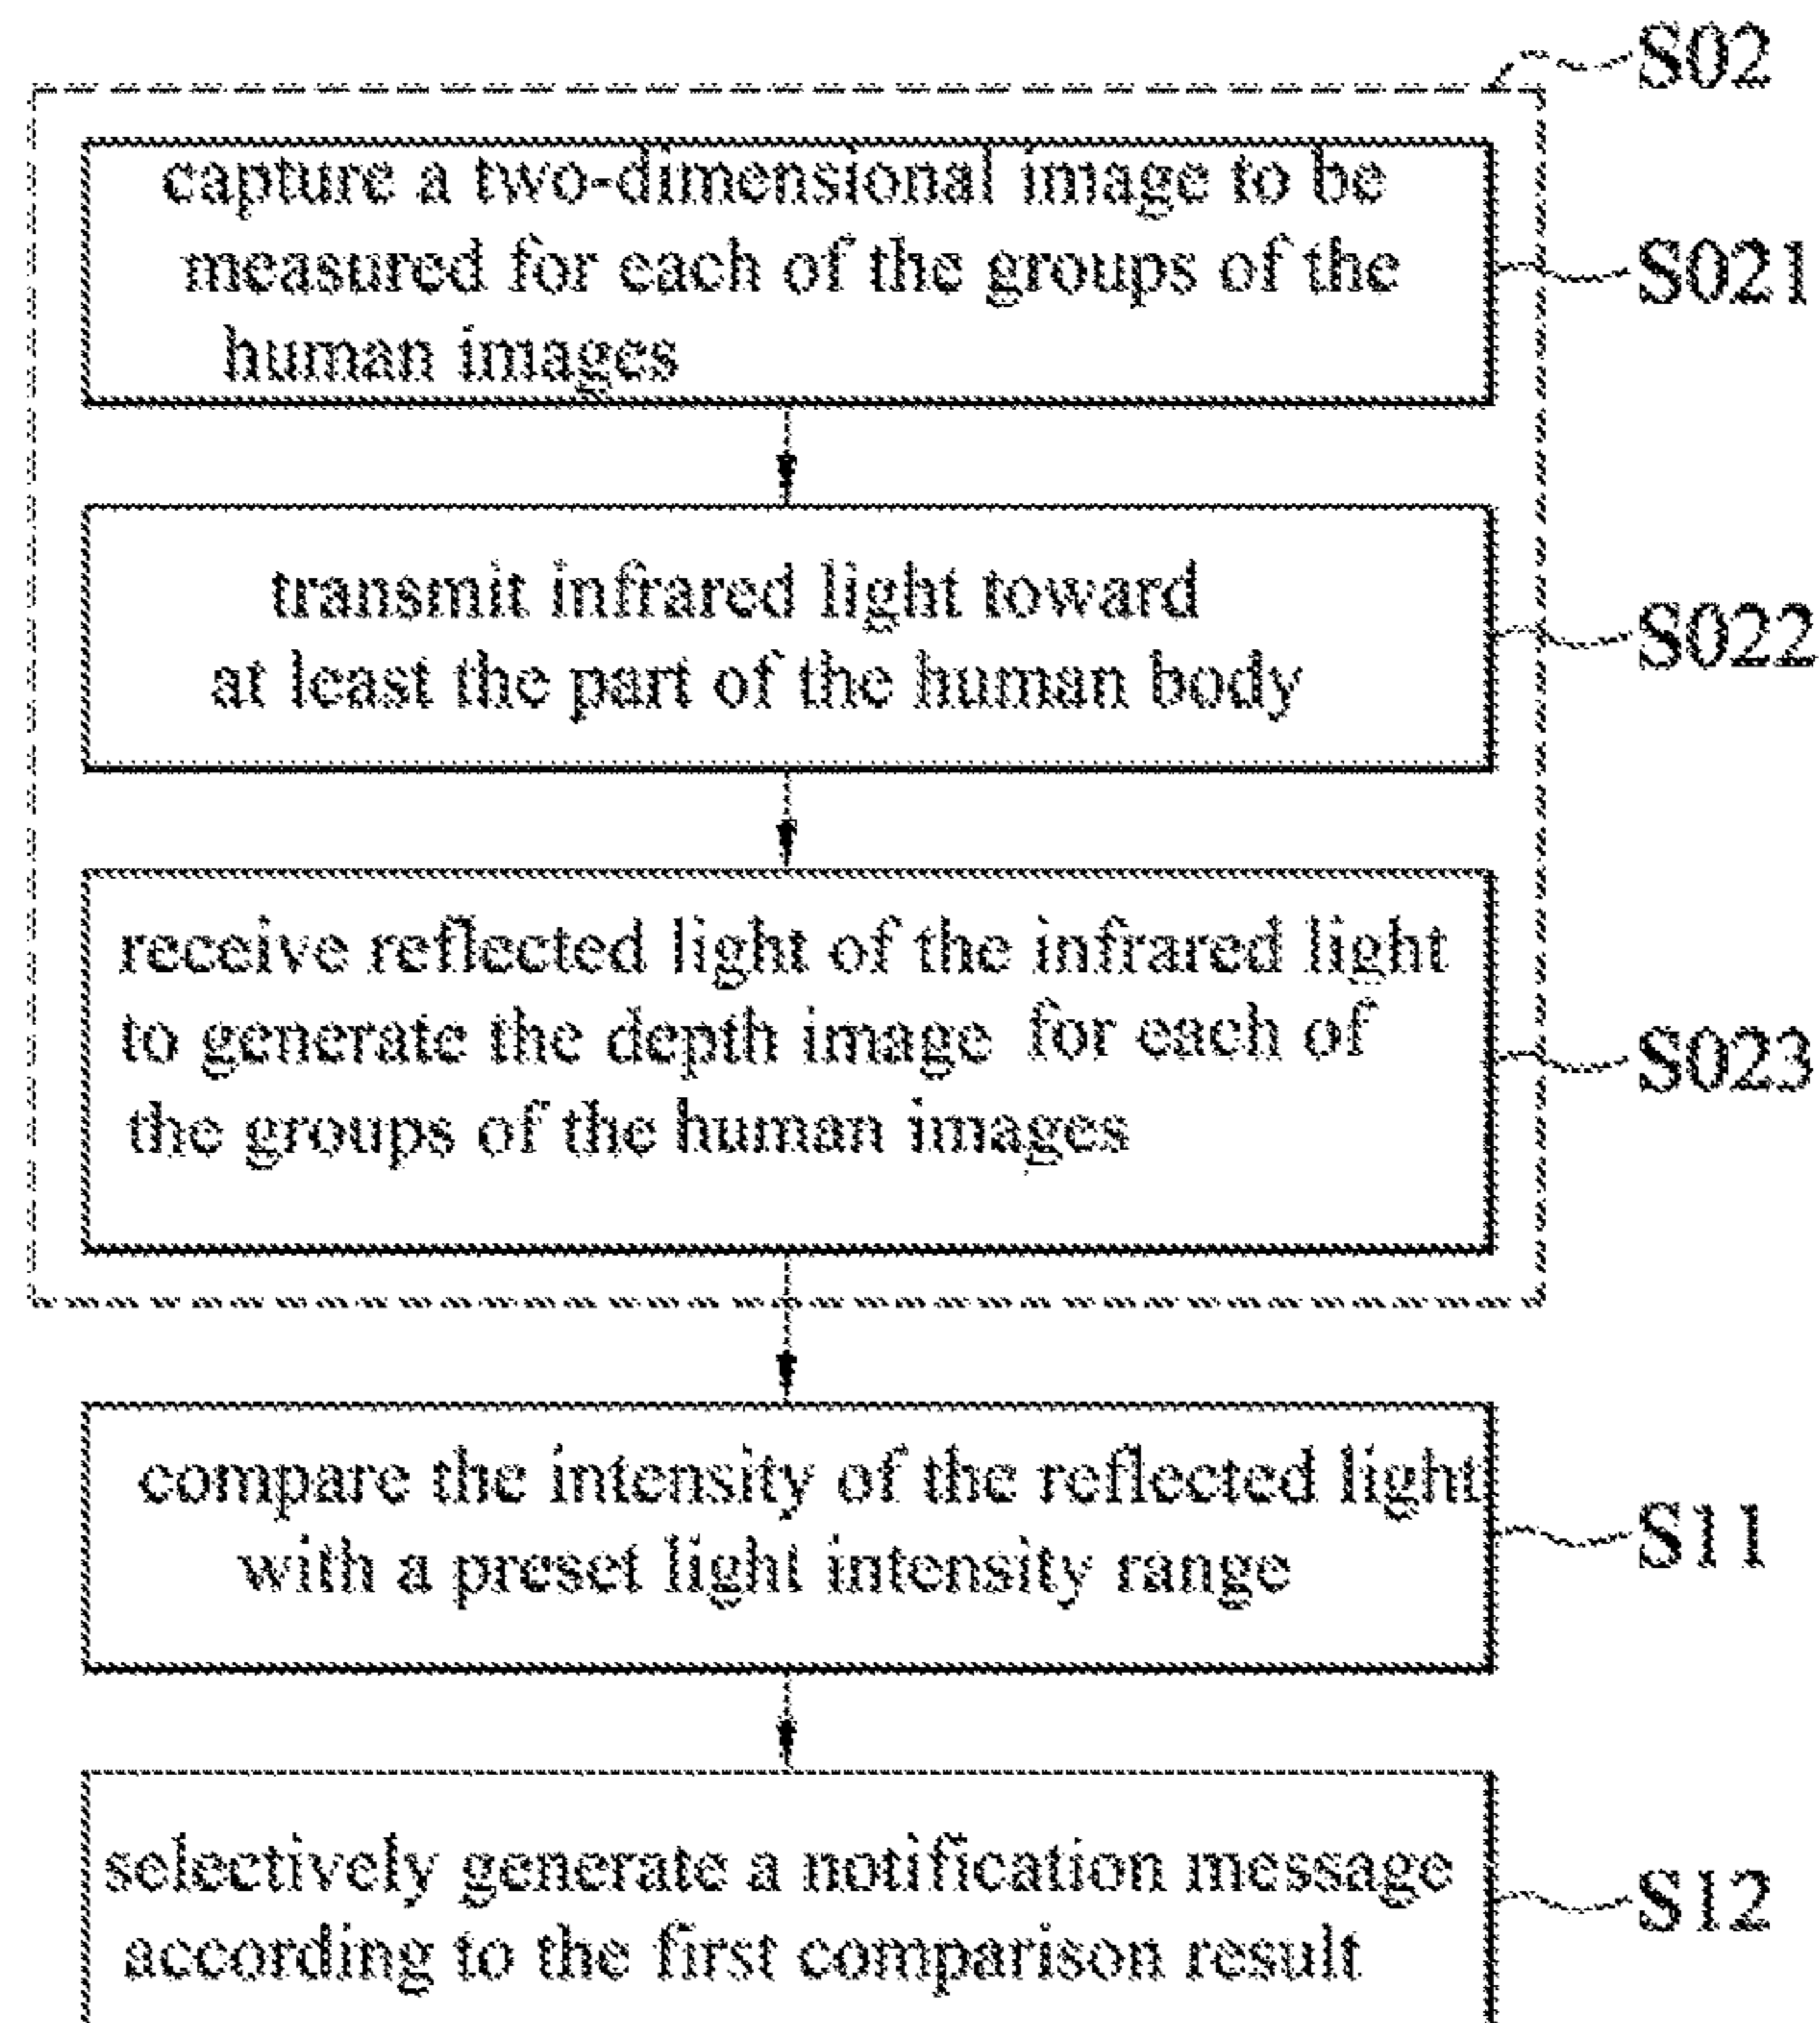 S02
capture a two-dimensional image to be
measured for each of the groups of the
human images
S021
transmit infrared light toward
at least the part of the human body
S022
receive reflected light of the infrared light
to generate the depth image for each of
the groups of the human images
S023
compare the intensity of the reflected light
with a preset light intensity range
S11
selectively generate a notification message
according to the first comparison result
S12